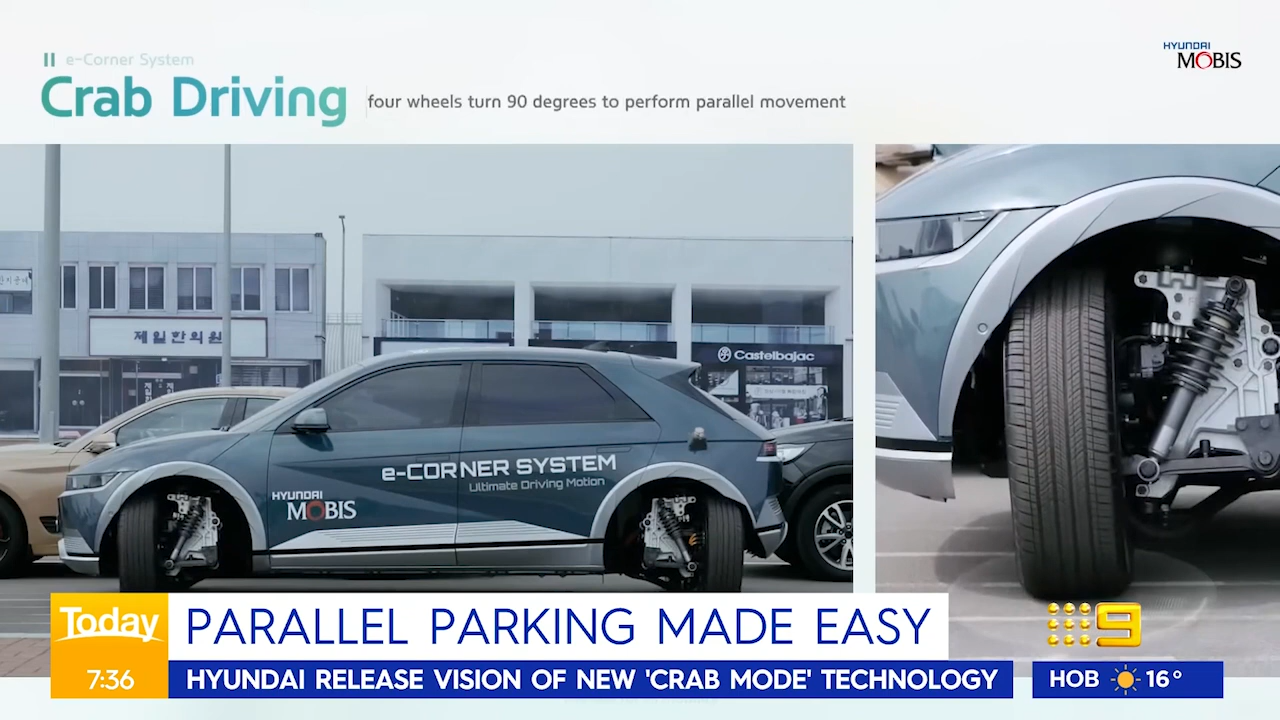 e-Corner System
Crab Driving
four wheels turn 90 degrees to perform parallel movement
HYUNDAI
MOBIS
제일한의원
Castelbajac
e-CORNER SYSTEM
Ultimate Driving Motion
HYUNDAI
MOBIS
Today
7:36
PARALLEL PARKING MADE EASY
HYUNDAI RELEASE VISION OF NEW 'CRAB MODE' TECHNOLOGY
9
HOB 16°